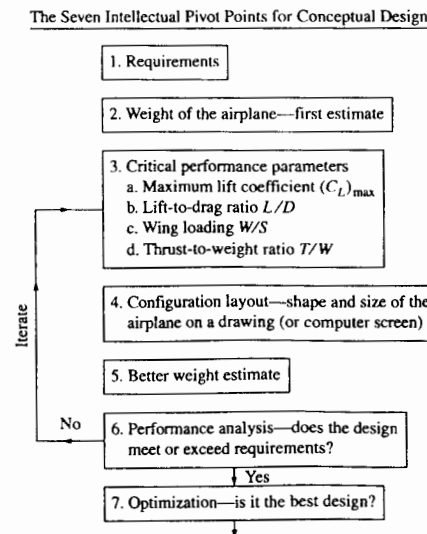 The Seven Intellectual Pivot Points for Conceptual Design
1. Requirements
2. Weight of the airplane—first estimate
3. Critical performance parameters
a. Maximum lift coefficient (C_L)_max
b. Lift-to-drag ratio L/D
c. Wing loading W/S
d. Thrust-to-weight ratio T/W
4. Configuration layout—shape and size of the
airplane on a drawing (or computer screen)
5. Better weight estimate
Iterate
No
6. Performance analysis—does the design
meet or exceed requirements?
Yes
7. Optimization—is it the best design?